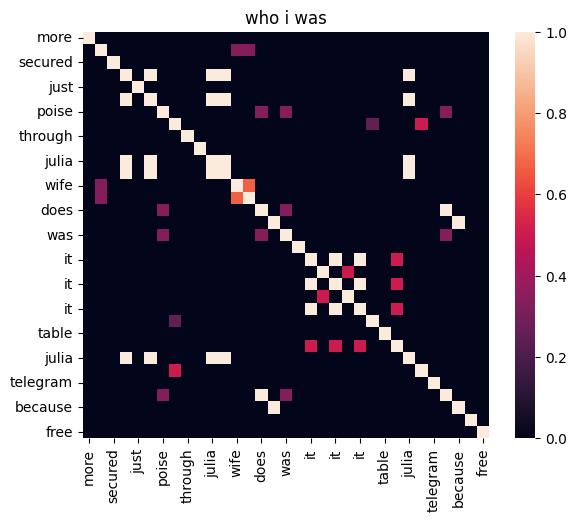 who i was
more
secured
just
poise
through
julia
wife
does
was
it
it
it
table
julia
telegram
because
free
more
secured
just
poise
through
julia
wife
does
was
it
it
it
table
julia
telegram
because
free
1.0
0.8
0.6
0.4
0.2
0.0